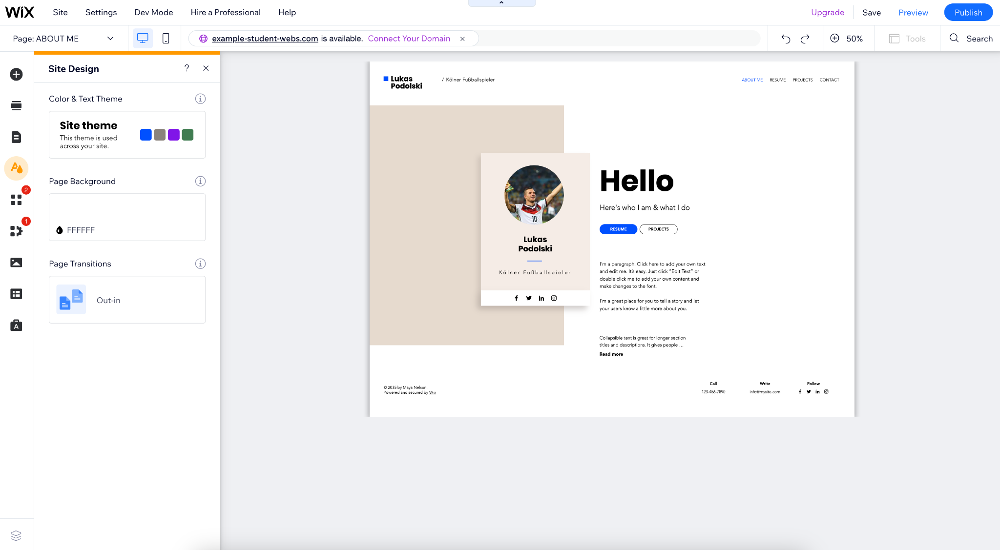 WiX Site Settings Dev Mode Hire a Professional Help Upgrade Save Preview Publish
Page: ABOUT ME example-student-webs.com is available. Connect Your Domain 50% Tools Search
Site Design ?
Color & Text Theme
Site theme
This theme is used
across your site.
Page Background
FFFFFF
Page Transitions
Out-in
2
1
A
Lukas
Podolski
/ Kölner Fußballspieler
ABOUT ME RESUME PROJECTS CONTACT
10
Lukas
Podolski
Kölner Fußballspieler
Hello
Here's who I am & what I do
RESUME PROJECTS
I'm a paragraph. Click here to add your own text
and edit me. It's easy. Just click "Edit Text" or
double click me to add your own content and
make changes to the font.
I'm a great place for you to tell a story and let
your users know a little more about you.
Collapsible text is great for longer section
titles and descriptions. It gives people ...
Read more
© 2035 by Maya Nelson.
Powered and secured by Wix
Call
123-456-7890
Write
info@mysite.com
Follow